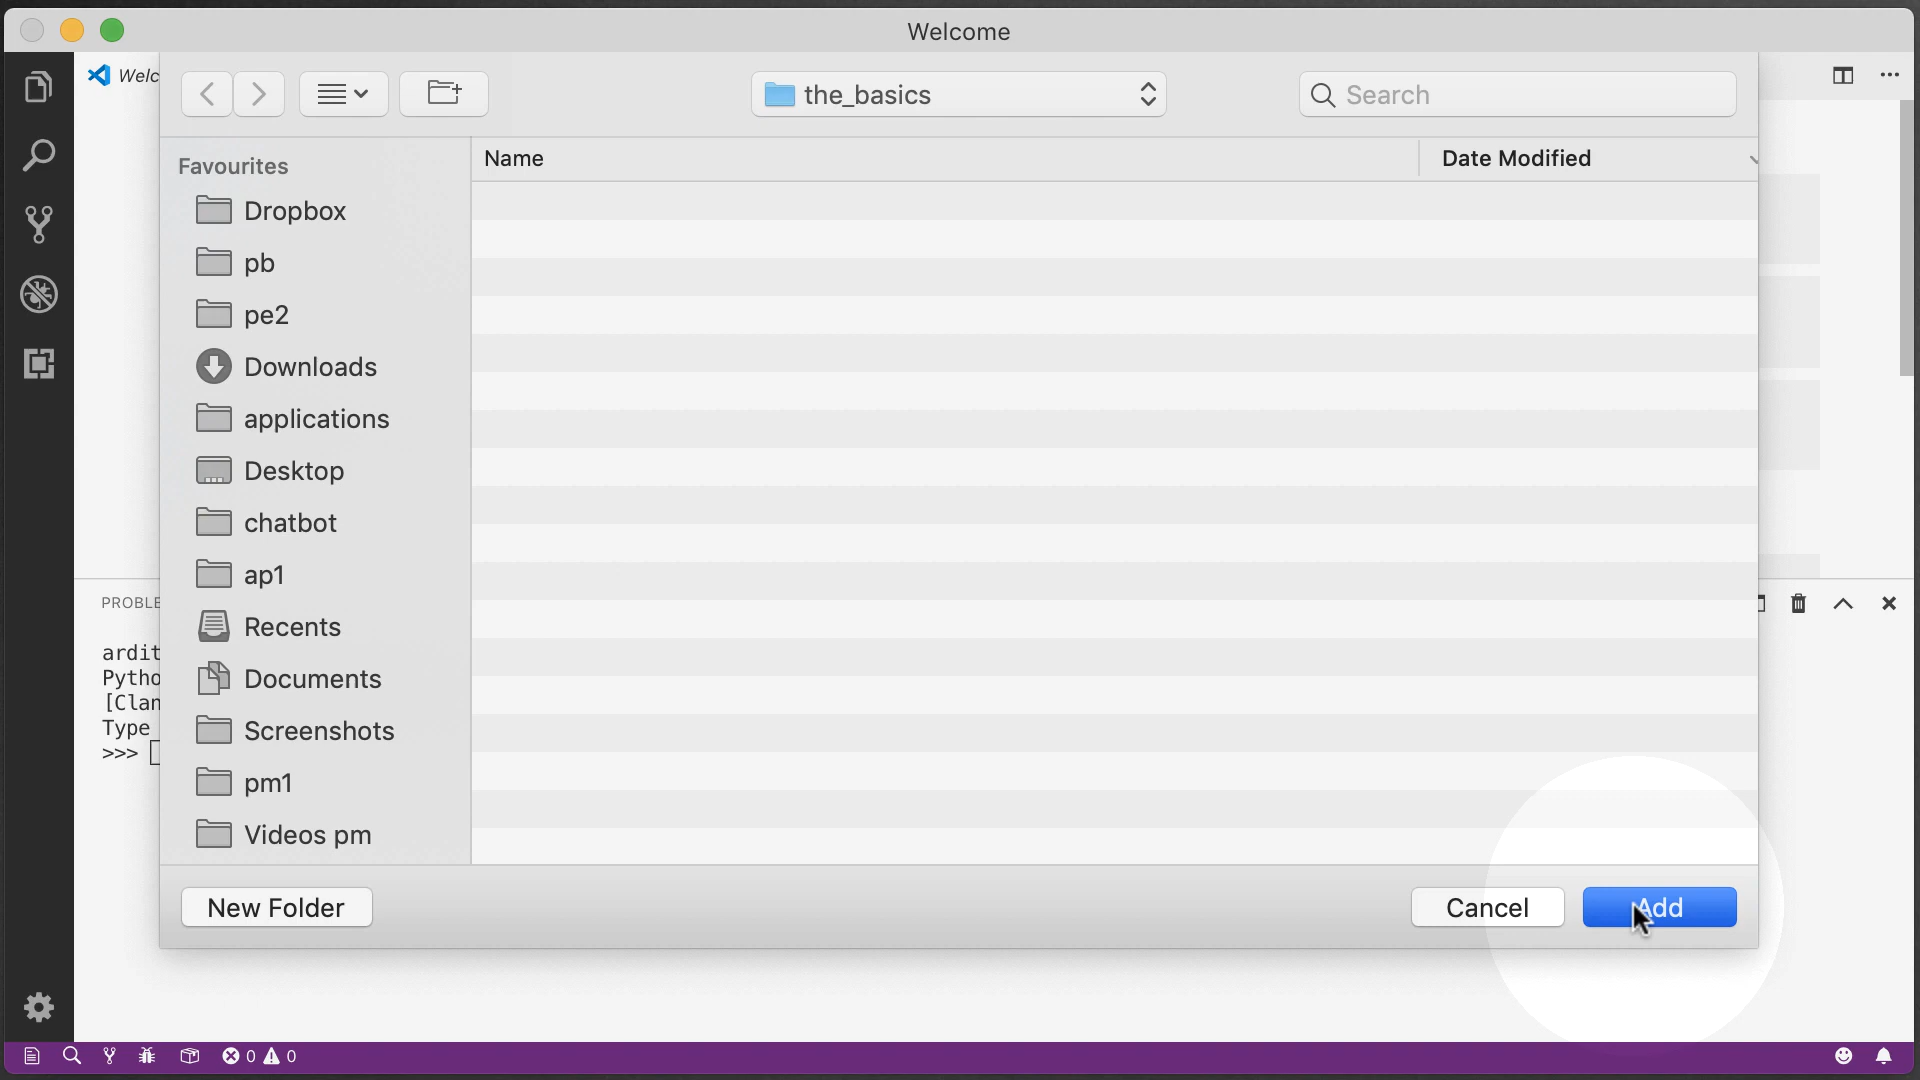 Welcome
Welc
the_basics
Search
Favourites
Name
Date Modified
Dropbox
pb
pe2
Downloads
applications
Desktop
chatbot
ap1
Recents
Documents
Screenshots
pm1
Videos pm
PROBLE
ardit
Pytho
[Clan
Type
>>>
New Folder
Cancel
Add
0 0